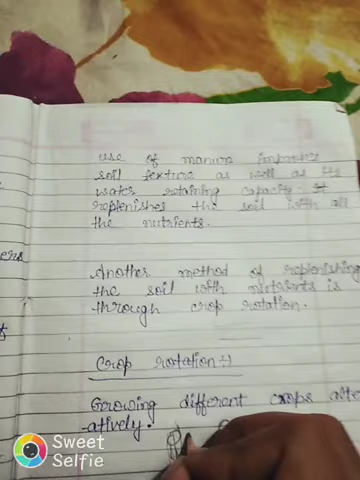 use of manure improves
soil texture as well as its
water retaining capacity. It
replenishes the soil with all
the nutrients.
Another method of replenishing
the soil with nutrients is
through crop rotation.
Crop rotation :-)
Growing different crops alte
-atively.
Sweet
Selfie